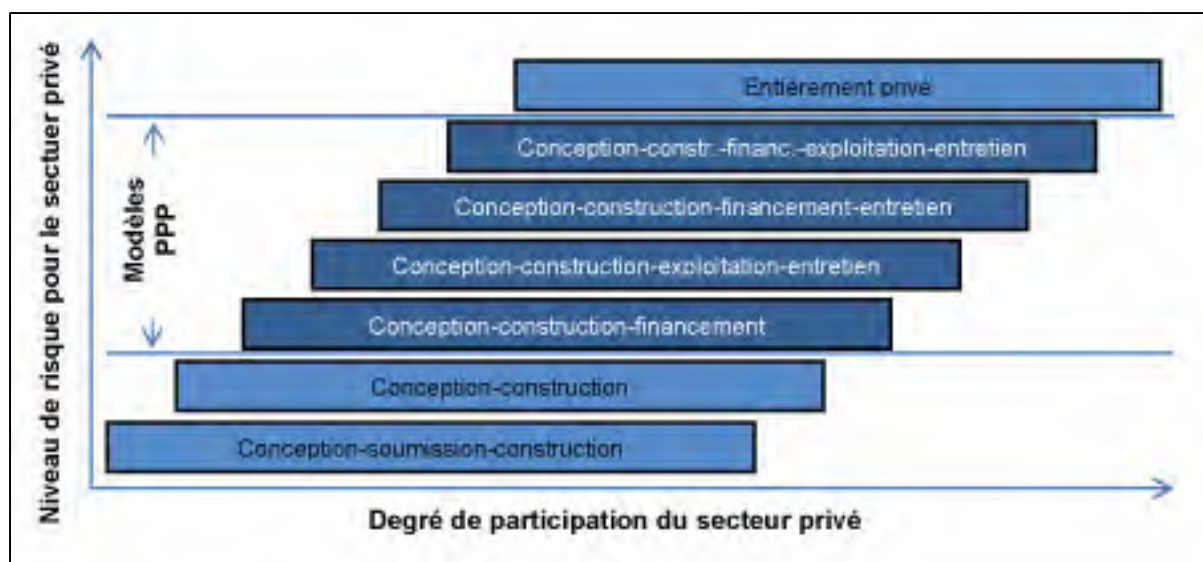 Niveau de risque pour le sectuer privé
Modèles
PPP
Entièrement privé
Conception-constr.-financ.-exploitation-entretien
Conception-construction-financement-entretien
Conception-construction-exploitation-entretien
Conception-construction-financement
Conception-construction
Conception-soumission-construction
Degré de participation du secteur privé